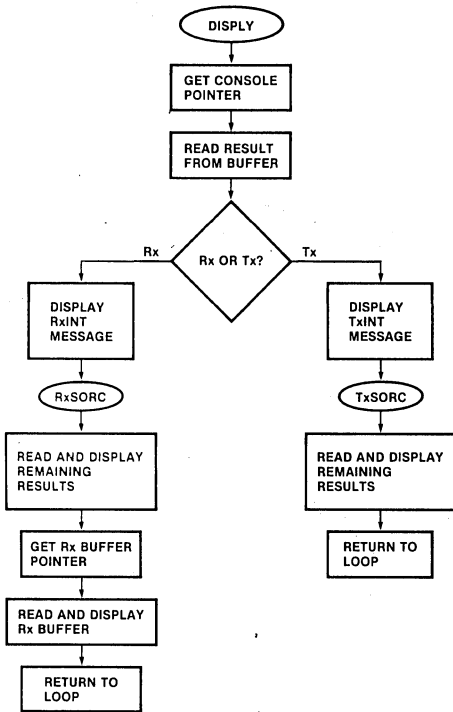 DISPLY
GET CONSOLE
POINTER
READ RESULT
FROM BUFFER
Rx OR Tx?
Rx
DISPLAY
RxINT
MESSAGE
RxSORC
READ AND DISPLAY
REMAINING
RESULTS
GET Rx BUFFER
POINTER
READ AND DISPLAY
Rx BUFFER
RETURN TO
LOOP
Tx
DISPLAY
TxINT
MESSAGE
TxSORC
READ AND DISPLAY
REMAINING
RESULTS
RETURN TO
LOOP